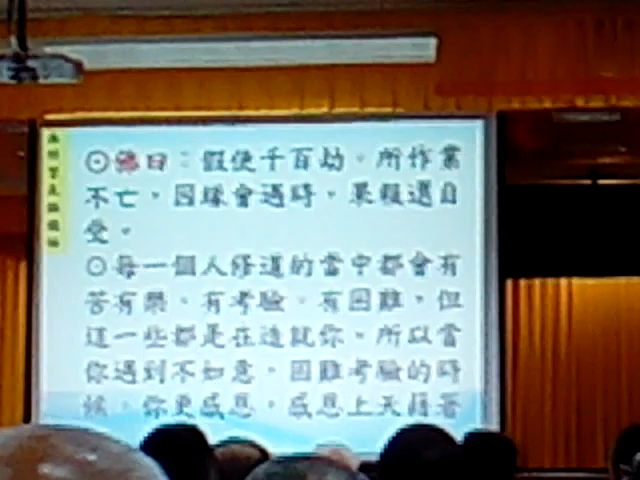 ⊙佛曰：假使千百劫。所作業
不亡，因緣會遇時，果報還自
受。
⊙每一個人修道的當中都會有
苦有樂、有考驗、有困難，但
這一些都是在造就你。所以當
你遇到不如意，困難考驗的時
候，你更感恩，感恩上天藉著